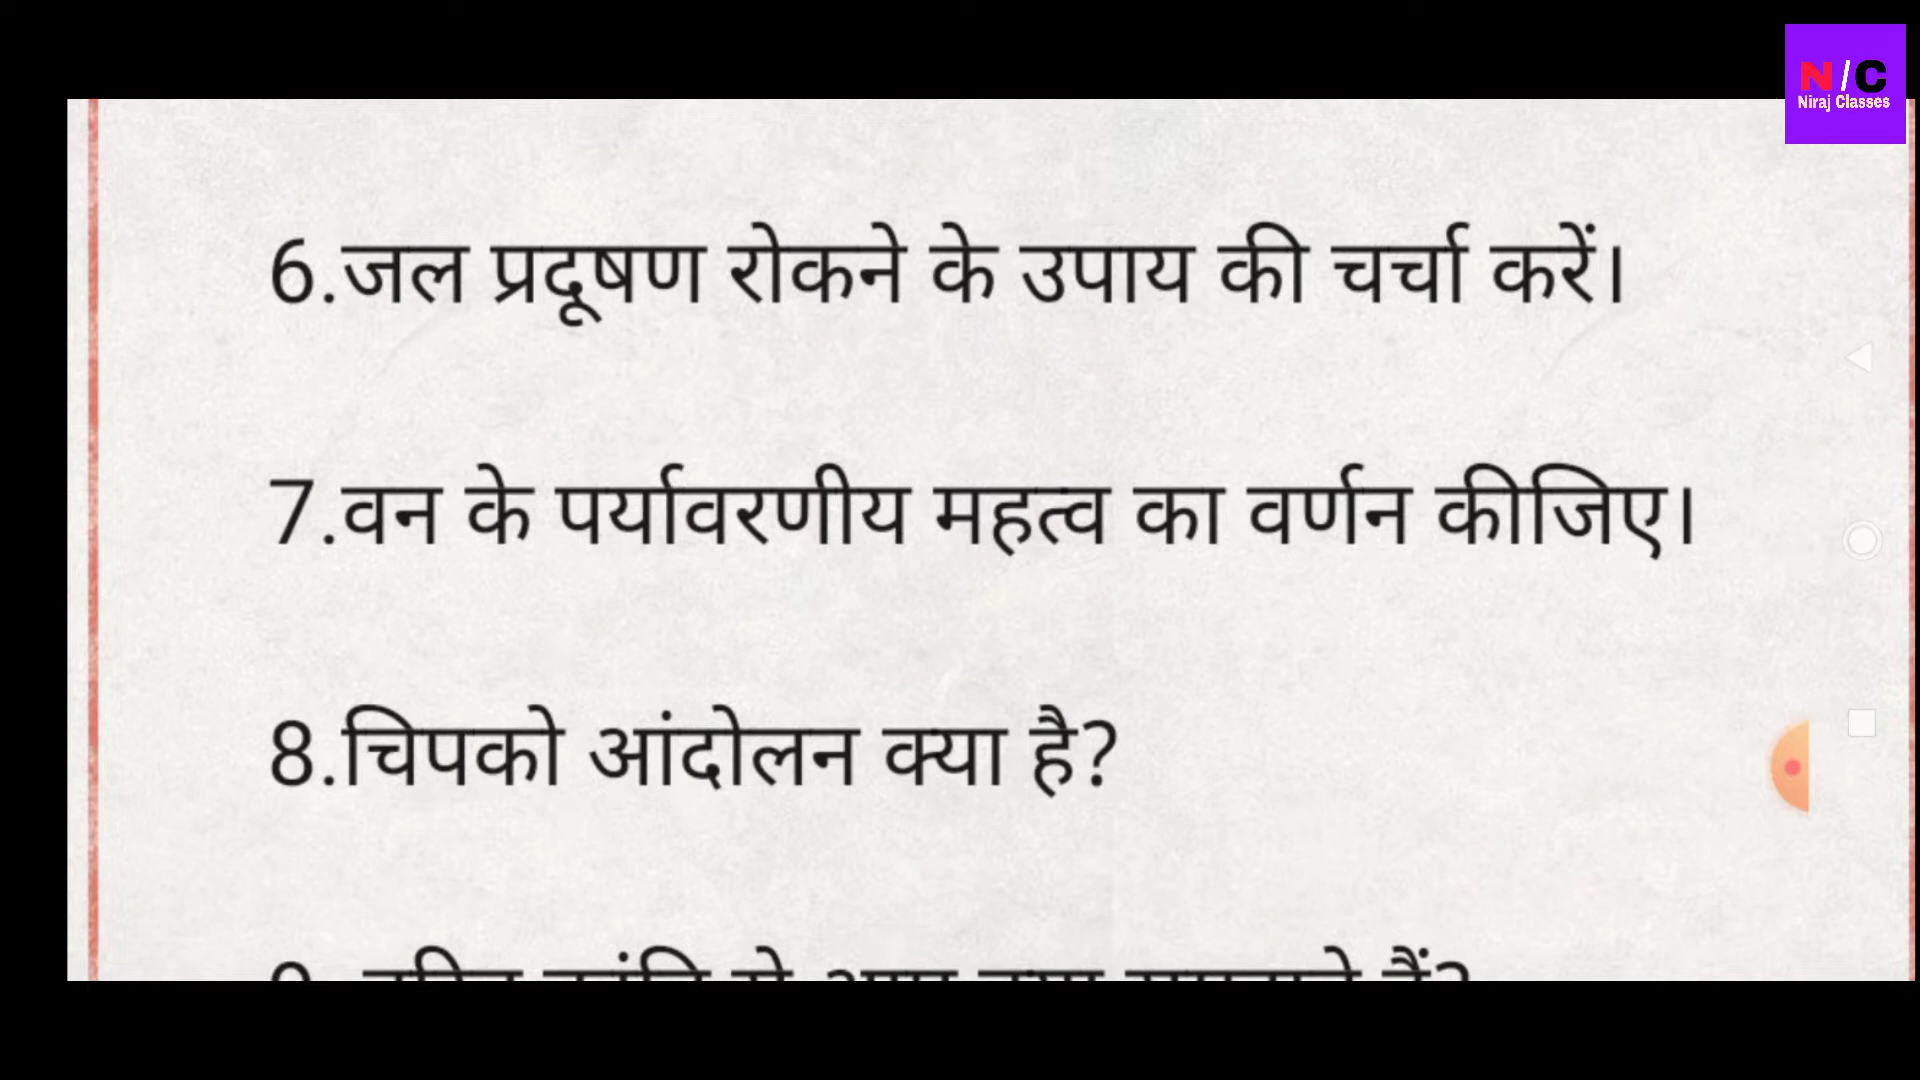 N/C
Niraj Classes
6.जल प्रदूषण रोकने के उपाय की चर्चा करें।
7.वन के पर्यावरणीय महत्व का वर्णन कीजिए।
8.चिपको आंदोलन क्या है?